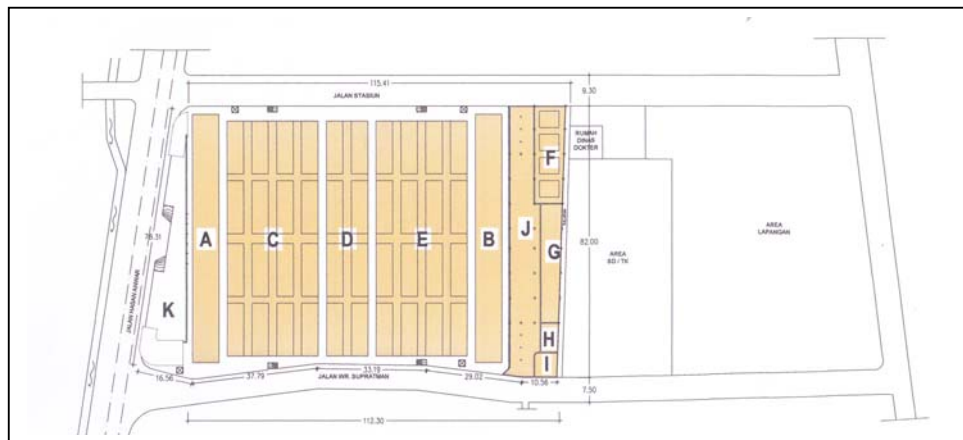 115.41
JALAN STASIUN
9.30
RUMAH
DINAS
DOKTER
F
A
C
D
E
B
J
G
78.31
82.00
AREA
SD / TK
AREA
LAPANGAN
K
JALAN HASAN ANWAR
H
I
16.56
37.79
33.19
JALAN WR. SUPRATMAN
29.02
10.56
7.50
112.30